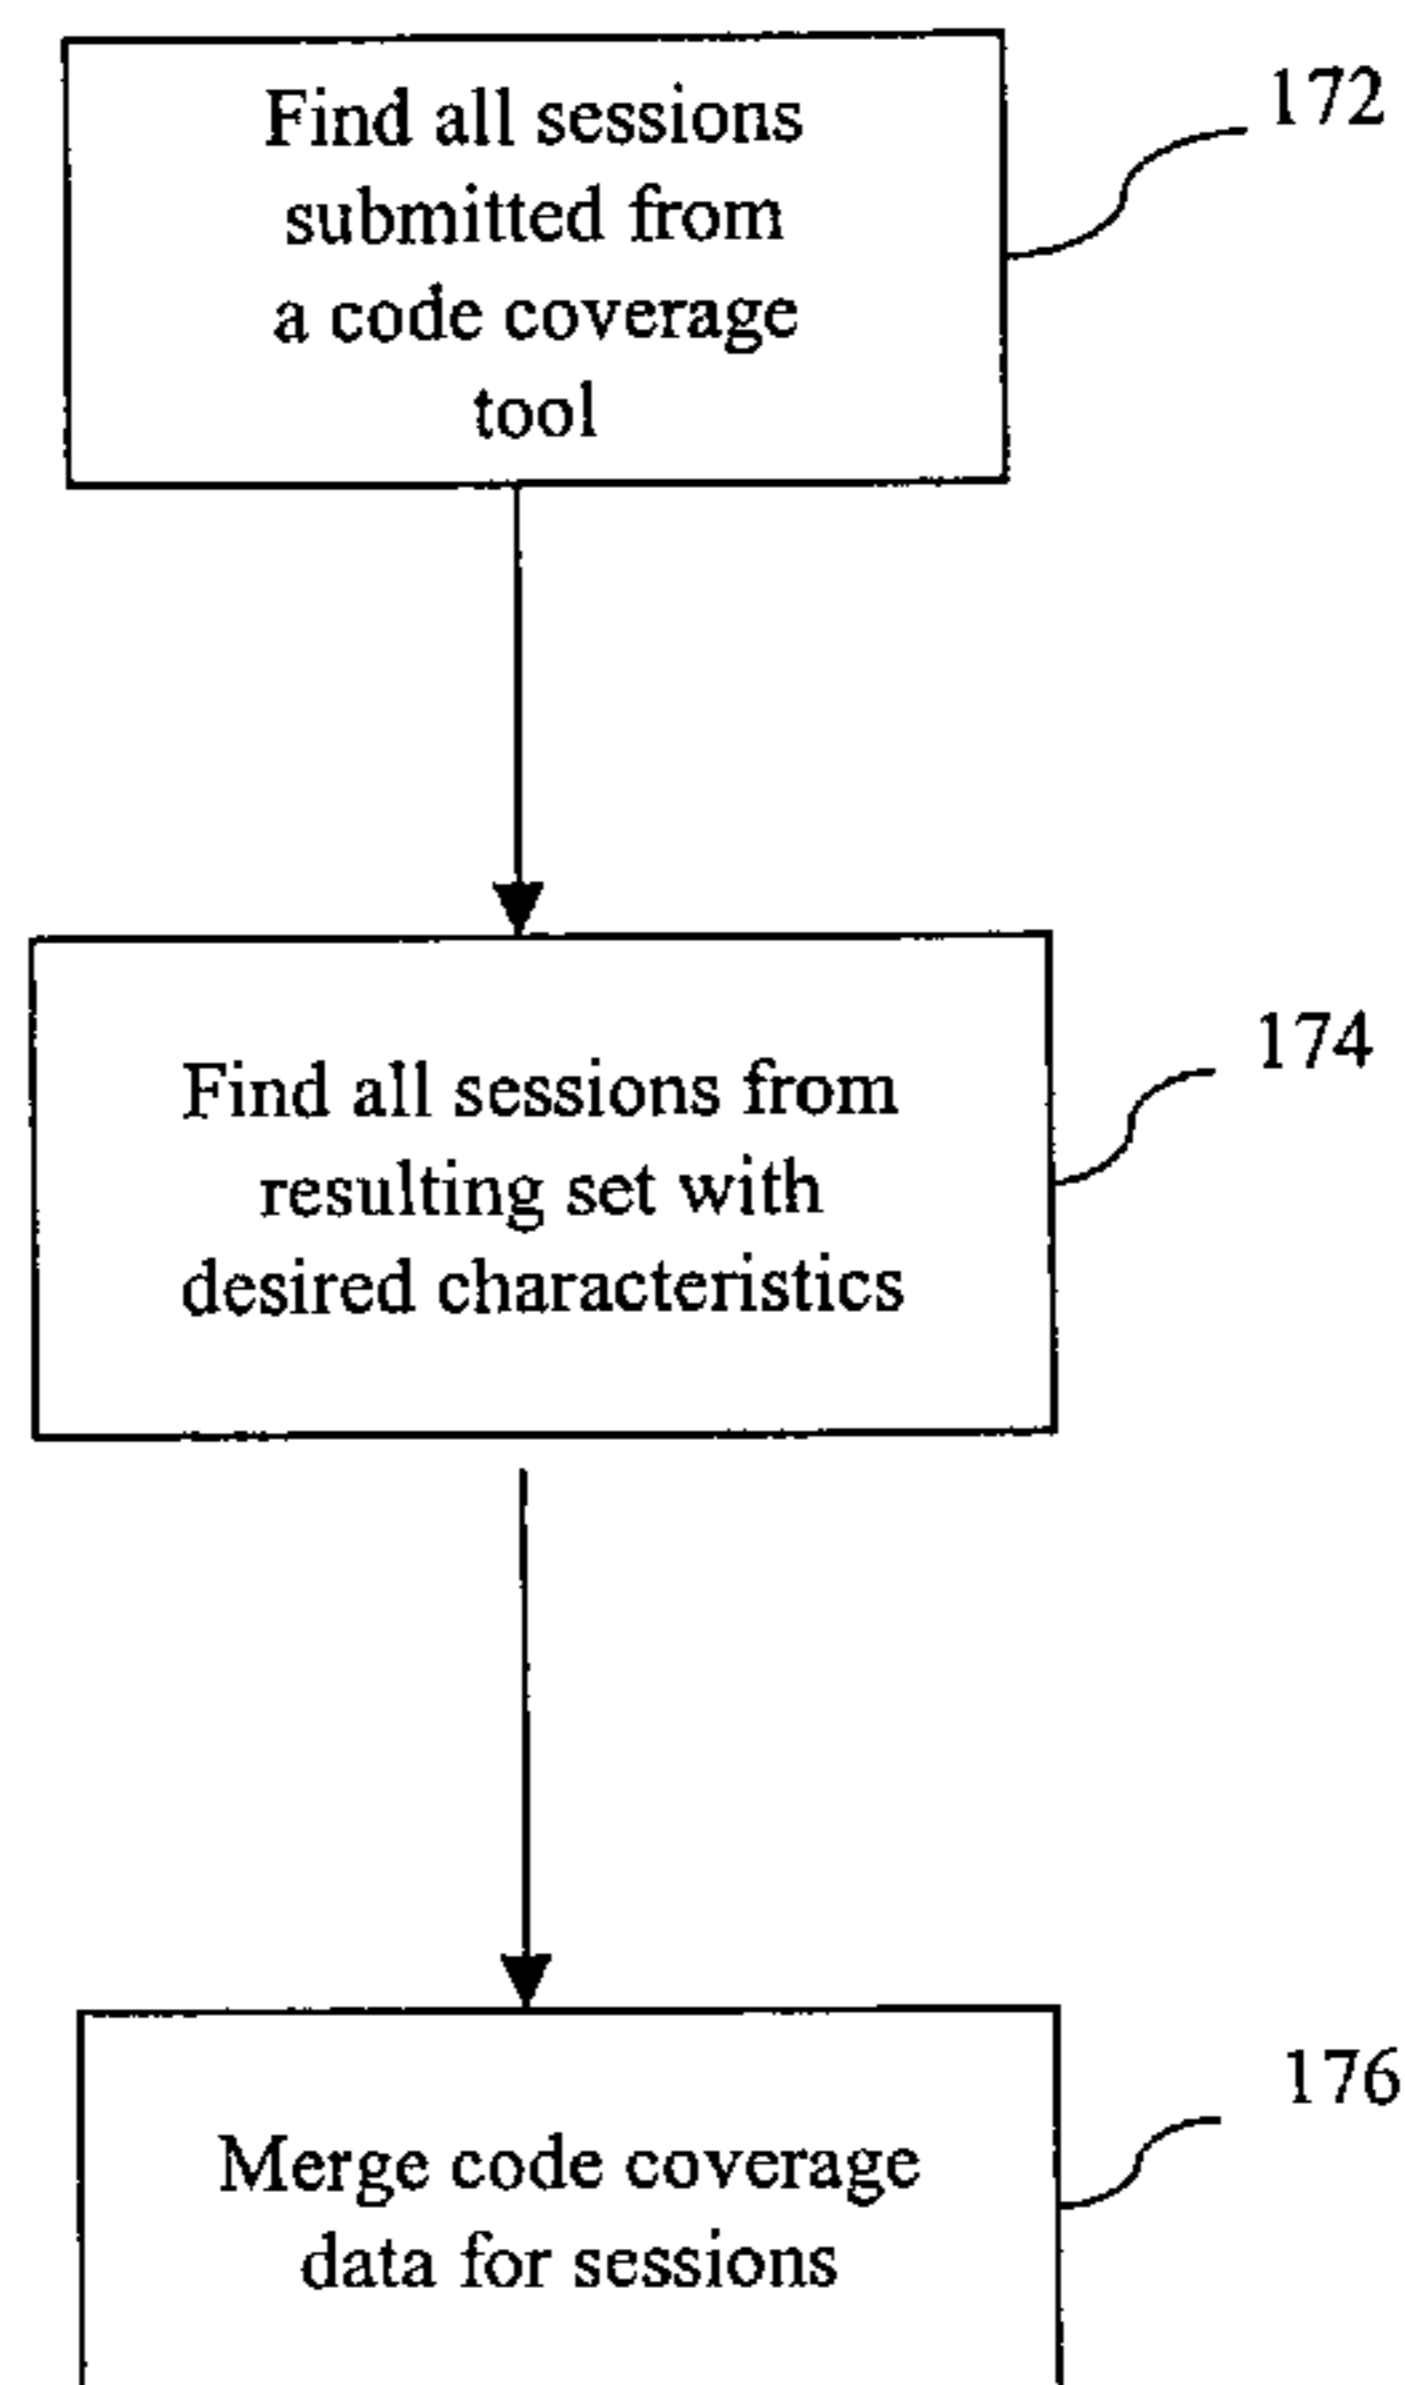 Find all sessions
submitted from
a code coverage
tool
172
Find all sessions from
resulting set with
desired characteristics
174
Merge code coverage
data for sessions
176